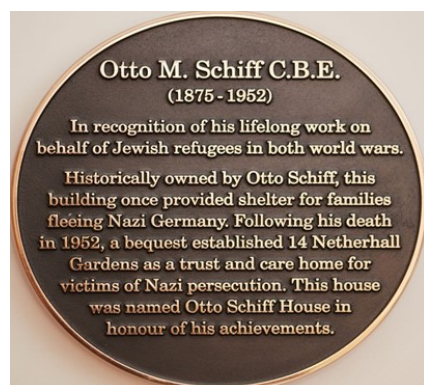 Otto M. Schiff C.B.E.
(1875 - 1952)
In recognition of his lifelong work on
behalf of Jewish refugees in both world wars.
Historically owned by Otto Schiff, this
building once provided shelter for families
fleeing Nazi Germany. Following his death
in 1952, a bequest established 14 Netherhall
Gardens as a trust and care home for
victims of Nazi persecution. This house
was named Otto Schiff House in
honour of his achievements.